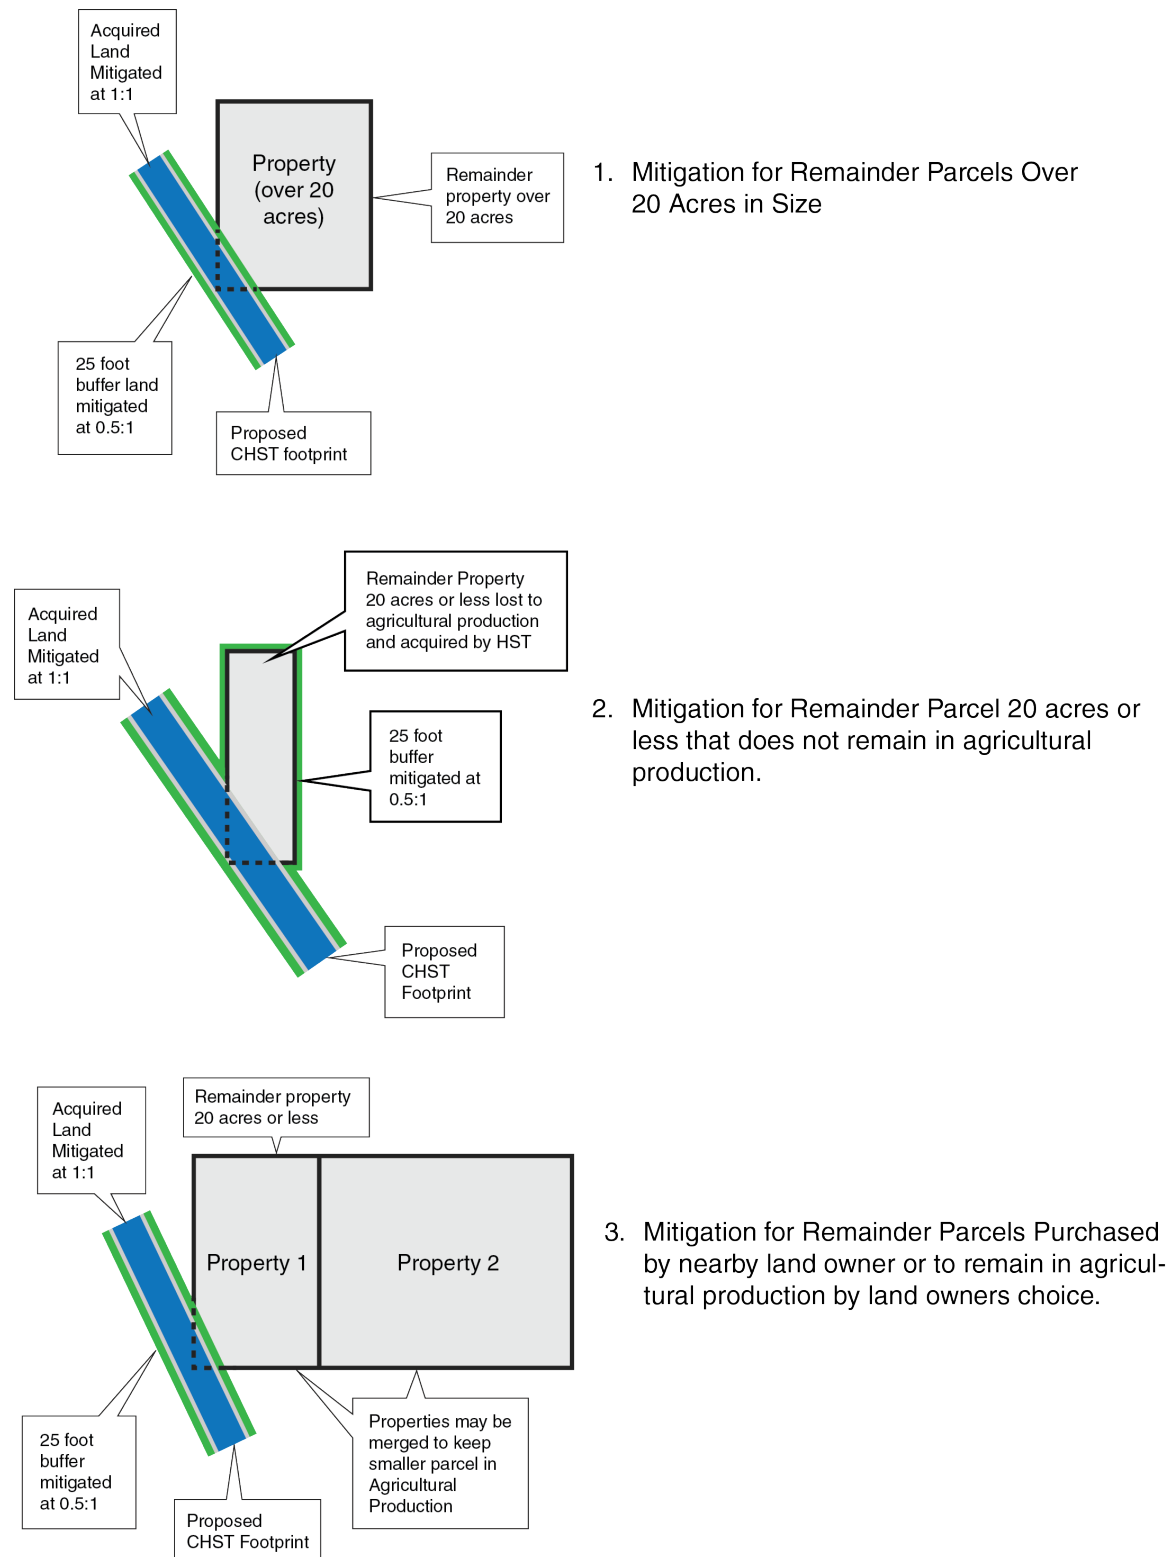 Acquired
Land
Mitigated
at 1:1
Property
(over 20
acres)
Remainder
property over
20 acres
25 foot
buffer land
mitigated
at 0.5:1
Proposed
CHST footprint
1. Mitigation for Remainder Parcels Over
20 Acres in Size
Remainder Property
20 acres or less lost to
agricultural production
and acquired by HST
Acquired
Land
Mitigated
at 1:1
25 foot
buffer
mitigated at
0.5:1
Proposed
CHST
Footprint
2. Mitigation for Remainder Parcel 20 acres or
less that does not remain in agricultural
production.
Remainder property
20 acres or less
Acquired
Land
Mitigated
at 1:1
Property 1
Property 2
25 foot
buffer
mitigated
at 0.5:1
Properties may be
merged to keep
smaller parcel in
Agricultural
Production
Proposed
CHST Footprint
3. Mitigation for Remainder Parcels Purchased
by nearby land owner or to remain in agricul-
tural production by land owners choice.